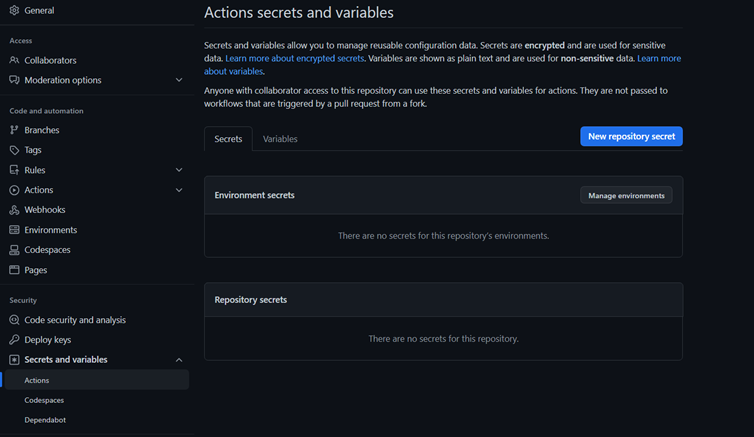 General
Access
Collaborators
Moderation options
Code and automation
Branches
Tags
Rules
Actions
Webhooks
Environments
Codespaces
Pages
Security
Code security and analysis
Deploy keys
Secrets and variables
Actions
Codespaces
Dependabot
Actions secrets and variables
Secrets and variables allow you to manage reusable configuration data. Secrets are encrypted and are used for sensitive
data. Learn more about encrypted secrets. Variables are shown as plain text and are used for non-sensitive data. Learn more
about variables.
Anyone with collaborator access to this repository can use these secrets and variables for actions. They are not passed to
workflows that are triggered by a pull request from a fork.
Secrets Variables New repository secret
Environment secrets Manage environments
There are no secrets for this repository's environments.
Repository secrets
There are no secrets for this repository.